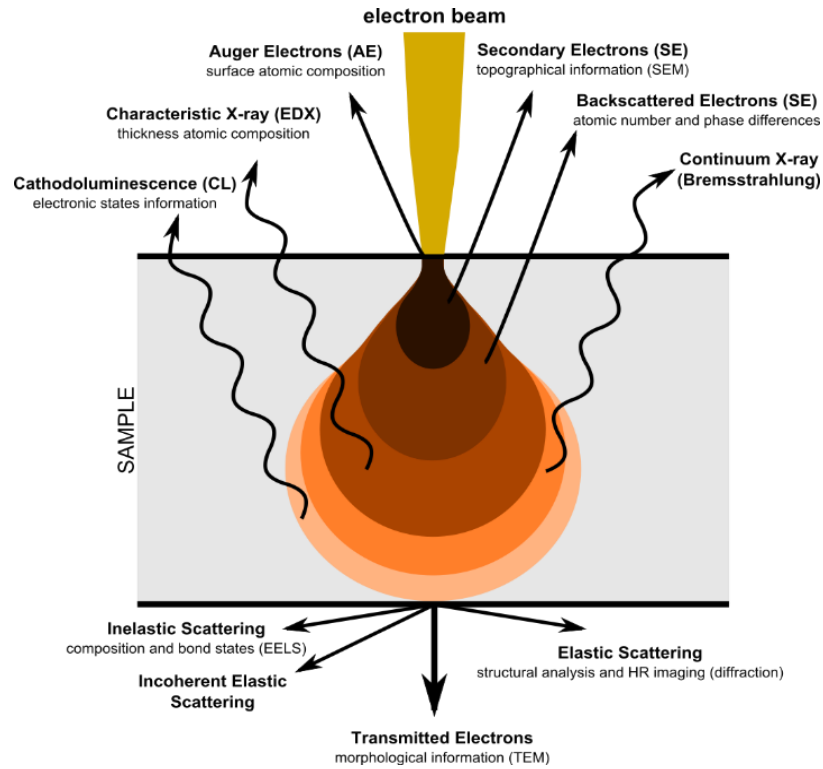 electron beam
Auger Electrons (AE)
surface atomic composition
Secondary Electrons (SE)
topographical information (SEM)
Characteristic X-ray (EDX)
thickness atomic composition
Backscattered Electrons (SE)
atomic number and phase differences
Cathodoluminescence (CL)
electronic states information
Continuum X-ray
(Bremsstrahlung)
SAMPLE
Inelastic Scattering
composition and bond states (EELS)
Incoherent Elastic
Scattering
Elastic Scattering
structural analysis and HR imaging (diffraction)
Transmitted Electrons
morphological information (TEM)